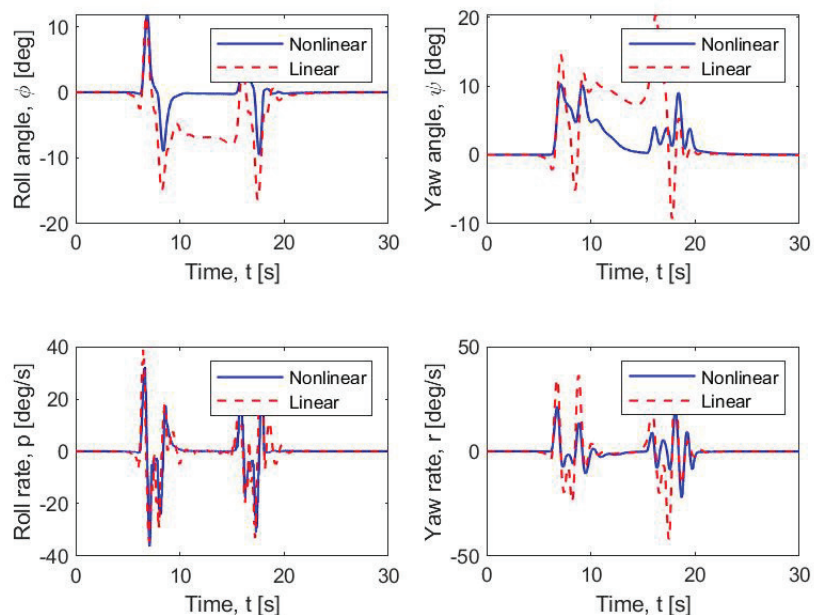 10
0
-10
-20
Roll angle, ϕ [deg]
Nonlinear
Linear
0 10 20 30
Time, t [s]
20
10
0
-10
Yaw angle, ψ [deg]
Nonlinear
Linear
0 10 20 30
Time, t [s]
40
20
0
-20
-40
Roll rate, p [deg/s]
Nonlinear
Linear
0 10 20 30
Time, t [s]
50
0
-50
Yaw rate, r [deg/s]
Nonlinear
Linear
0 10 20 30
Time, t [s]